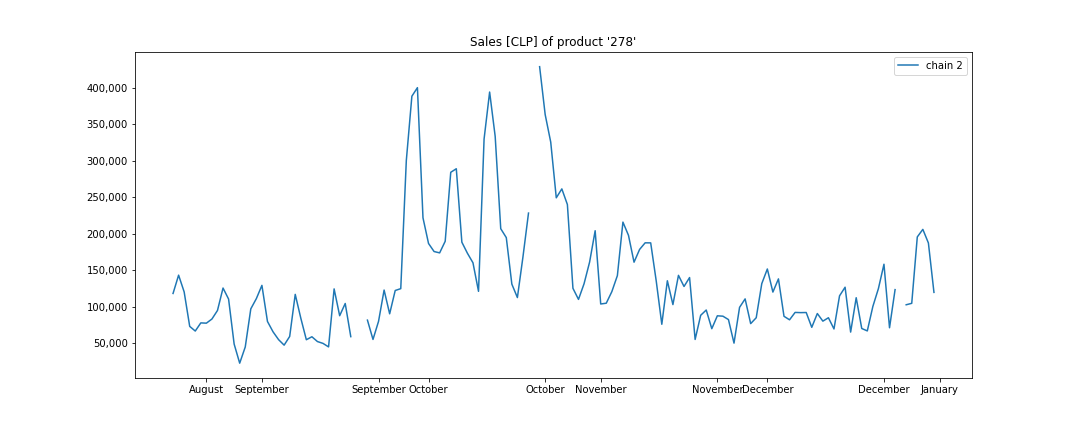 Sales [CLP] of product '278'
chain 2
400,000
350,000
300,000
250,000
200,000
150,000
100,000
50,000
August September September October October November November December December January